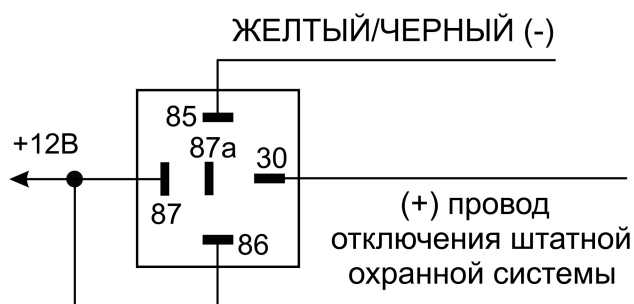 ЖЕЛТЫЙ/ЧЕРНЫЙ (-)
85
+12В
87a
30
87
86
(+) провод
отключения штатной
охранной системы